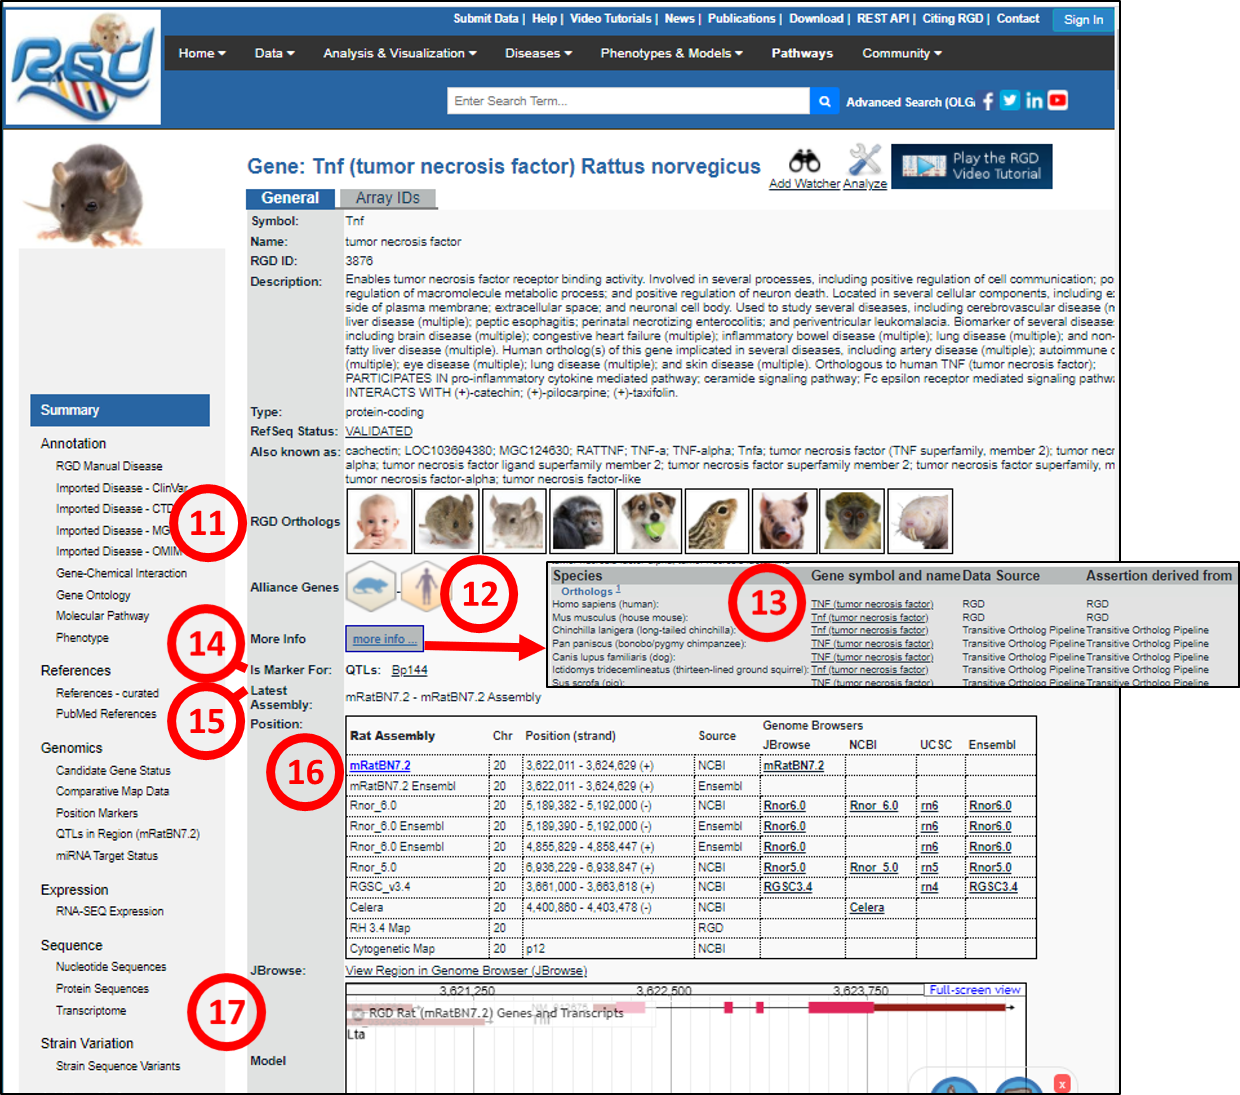 Submit Data | Help | Video Tutorials | News | Publications | Download | REST API | Citing RGD | Contact Sign In
RGD
Home Data Analysis & Visualization Diseases Phenotypes & Models Pathways Community
Enter Search Term... Advanced Search (OLGA
Gene: Tnf (tumor necrosis factor) Rattus norvegicus
Add Watcher Analyze
Play the RGD
Video Tutorial
General Array IDs
Symbol: Tnf
Name: tumor necrosis factor
RGD ID: 3876
Description: Enables tumor necrosis factor receptor binding activity. Involved in several processes, including positive regulation of cell communication; po
regulation of macromolecule metabolic process; and positive regulation of neuron death. Located in several cellular components, including e
side of plasma membrane; extracellular space; and neuronal cell body. Used to study several diseases, including cerebrovascular disease (
liver disease (multiple); peptic esophagitis; perinatal necrotizing enterocolitis; and periventricular leukomalacia. Biomarker of several disease
including brain disease (multiple); congestive heart failure (multiple); inflammatory bowel disease (multiple); lung disease (multiple); and non-
fatty liver disease (multiple). Human ortholog(s) of this gene implicated in several diseases, including artery disease (multiple); autoimmune
(multiple); eye disease (multiple); lung disease (multiple); and skin disease (multiple). Orthologous to human TNF (tumor necrosis factor);
PARTICIPATES IN pro-inflammatory cytokine mediated pathway; ceramide signaling pathway; Fc epsilon receptor mediated signaling pathw
INTERACTS WITH (+)-catechin; (+)-pilocarpine; (+)-taxifolin.
Type: protein-coding
RefSeq Status: VALIDATED
Also known as: cachectin; LOC103694380; MGC124630; RATTNF; TNF-a; TNF-alpha; Tnfa; tumor necrosis factor (TNF superfamily, member 2); tumor necr
alpha; tumor necrosis factor ligand superfamily member 2; tumor necrosis factor superfamily member 2; tumor necrosis factor superfamily, m
tumor necrosis factor-alpha; tumor necrosis factor-like
RGD Orthologs
Alliance Genes
More Info more info ...
Is Marker For: QTLs: Bp144
Latest
Assembly: mRatBN7.2 - mRatBN7.2 Assembly
Position:
Summary
Annotation
RGD Manual Disease
Imported Disease - ClinVar
Imported Disease - CTD
Imported Disease - MG
Imported Disease - OMIM
Gene-Chemical Interaction
Gene Ontology
Molecular Pathway
Phenotype
References
References - curated
PubMed References
Genomics
Candidate Gene Status
Comparative Map Data
Position Markers
QTLs in Region (mRatBN7.2)
miRNA Target Status
Expression
RNA-SEQ Expression
Sequence
Nucleotide Sequences
Protein Sequences
Transcriptome
Strain Variation
Strain Sequence Variants
11
12
13
14
15
16
17
Species Gene symbol and name Data Source Assertion derived from
Orthologs 1
Homo sapiens (human): TNF (tumor necrosis factor) RGD RGD
Mus musculus (house mouse): Tnf (tumor necrosis factor) RGD RGD
Chinchilla lanigera (long-tailed chinchilla): Tnf (tumor necrosis factor) Transitive Ortholog Pipeline Transitive Ortholog Pipeline
Pan paniscus (bonobo/pygmy chimpanzee): TNF (tumor necrosis factor) Transitive Ortholog Pipeline Transitive Ortholog Pipeline
Canis lupus familiaris (dog): TNF (tumor necrosis factor) Transitive Ortholog Pipeline Transitive Ortholog Pipeline
Ictidomys tridecemlineatus (thirteen-lined ground squirrel): Tnf (tumor necrosis factor) Transitive Ortholog Pipeline Transitive Ortholog Pipeline
Sus scrofa (pig): TNF (tumor necrosis factor) Transitive Ortholog Pipeline Transitive Ortholog Pipeline
Genome Browsers
Rat Assembly Chr Position (strand) Source JBrowse NCBI UCSC Ensembl
mRatBN7.2 20 3,622,011 - 3,624,629 (+) NCBI mRatBN7.2
mRatBN7.2 Ensembl 20 3,622,011 - 3,624,629 (+) Ensembl
Rnor_6.0 20 5,189,382 - 5,192,000 (-) NCBI Rnor6.0 Rnor_6.0 rn6 Rnor6.0
Rnor_6.0 Ensembl 20 5,189,390 - 5,192,000 (-) Ensembl Rnor6.0 rn6 Rnor6.0
Rnor_6.0 Ensembl 20 4,855,829 - 4,858,447 (+) Ensembl Rnor6.0 rn6 Rnor6.0
Rnor_5.0 20 6,936,229 - 6,938,847 (+) NCBI Rnor5.0 Rnor_5.0 rn5 Rnor5.0
RGSC_v3.4 20 3,661,000 - 3,663,618 (+) NCBI RGSC3.4 rn4 RGSC3.4
Celera 20 4,400,860 - 4,403,478 (-) NCBI Celera
RH 3.4 Map 20 RGD
Cytogenetic Map 20 p12 NCBI
JBrowse: View Region in Genome Browser (JBrowse)
3,621,250 3,622,500 3,623,750 Full-screen view
RGD Rat (mRatBN7.2) Genes and Transcripts
Lta
Model
x